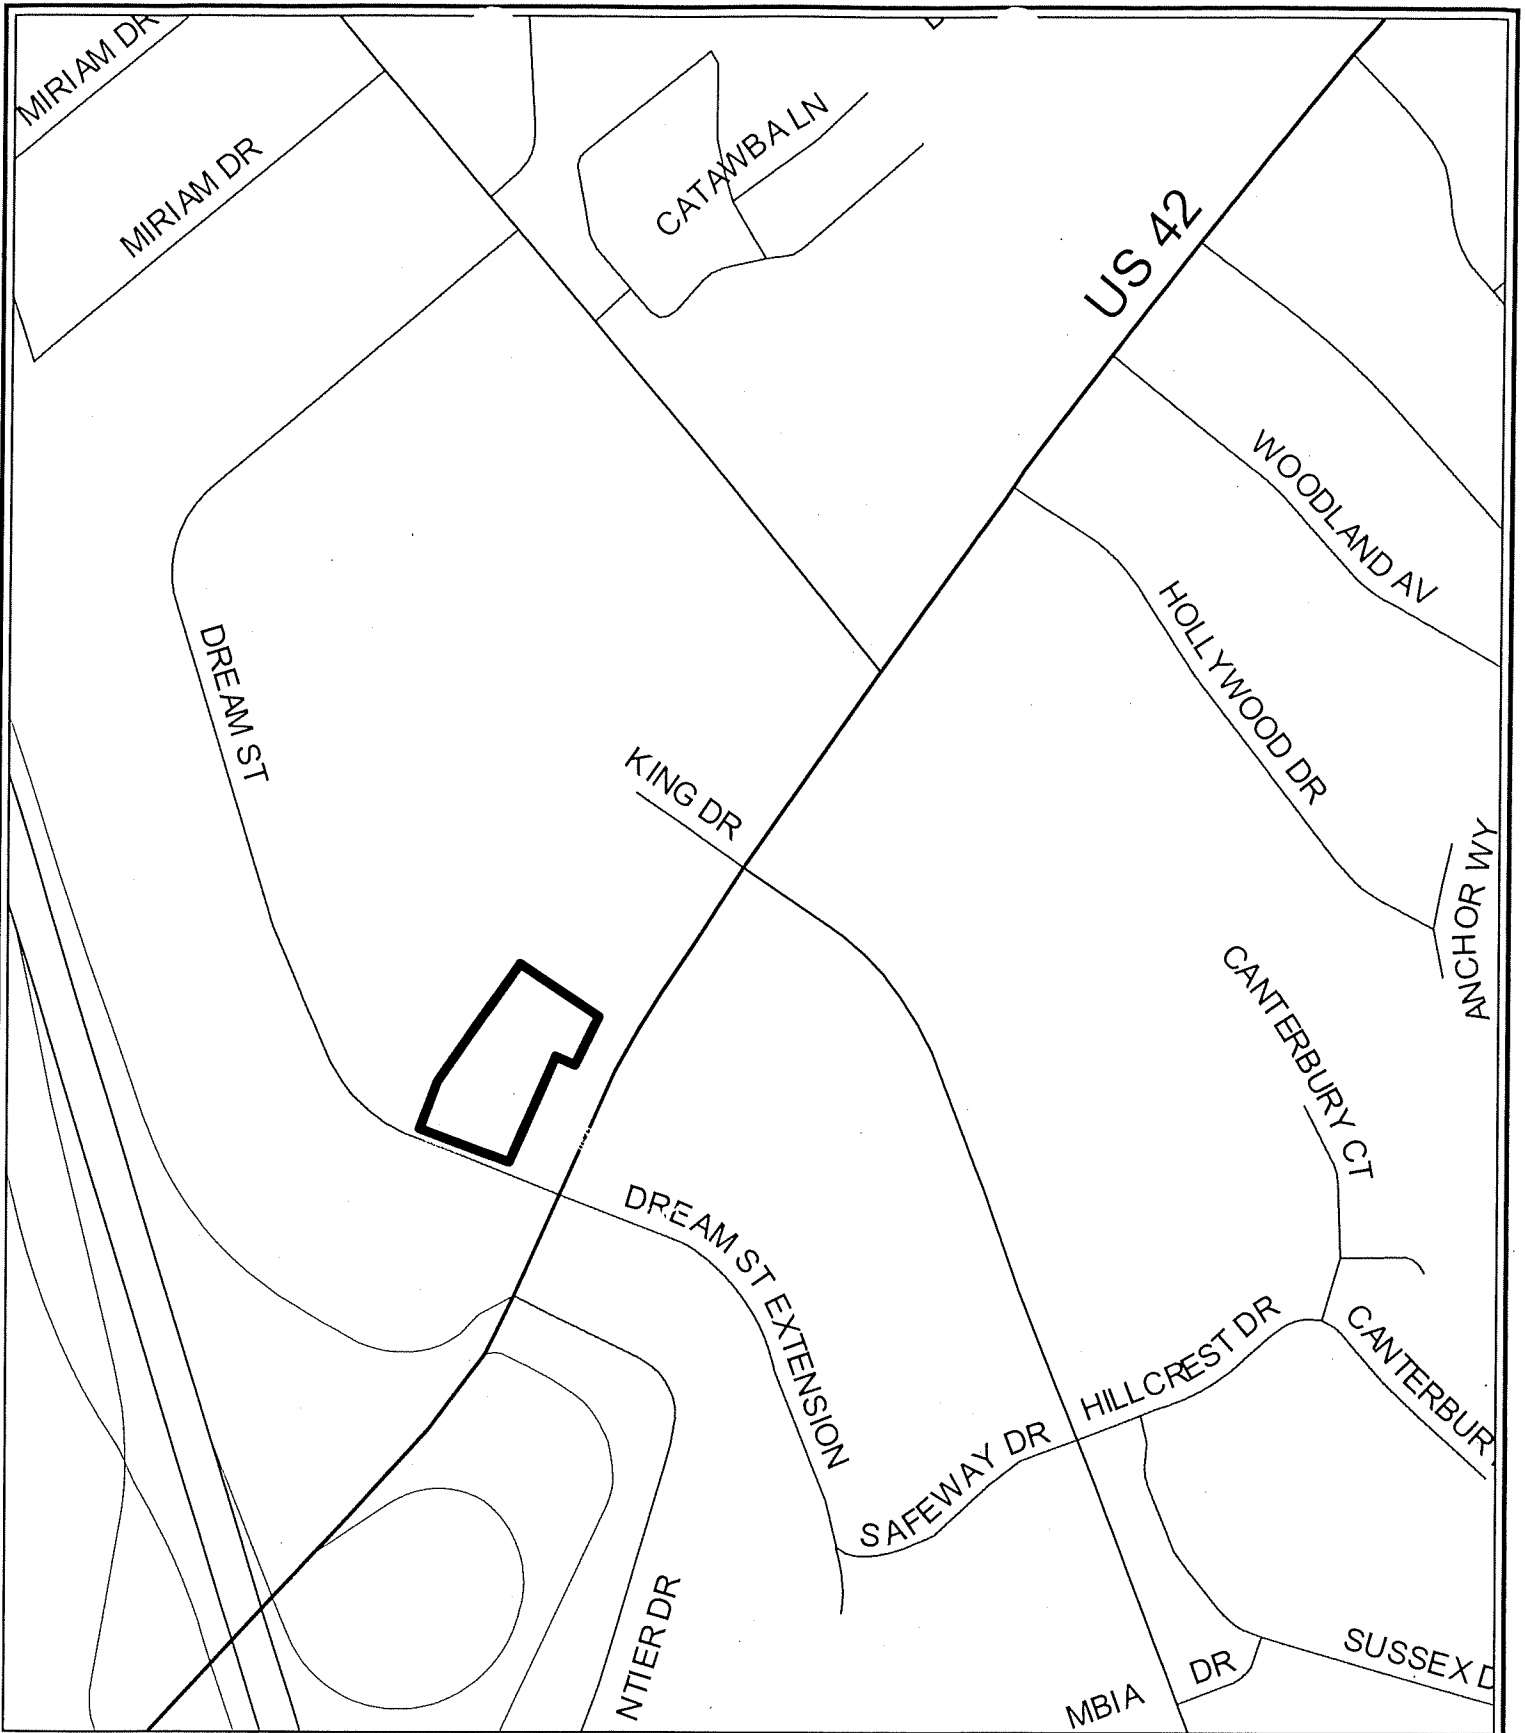 MIRIAM DR
MIRIAM DR
CATAWBA LN
US 42
WOODLAND AV
HOLLYWOOD DR
DREAM ST
KING DR
ANCHOR WY
CANTERBURY CT
DREAM ST EXTENSION
HILLCREST DR
CANTERBUR
SAFEWAY DR
NTIER DR
MBIA DR
SUSSEX D